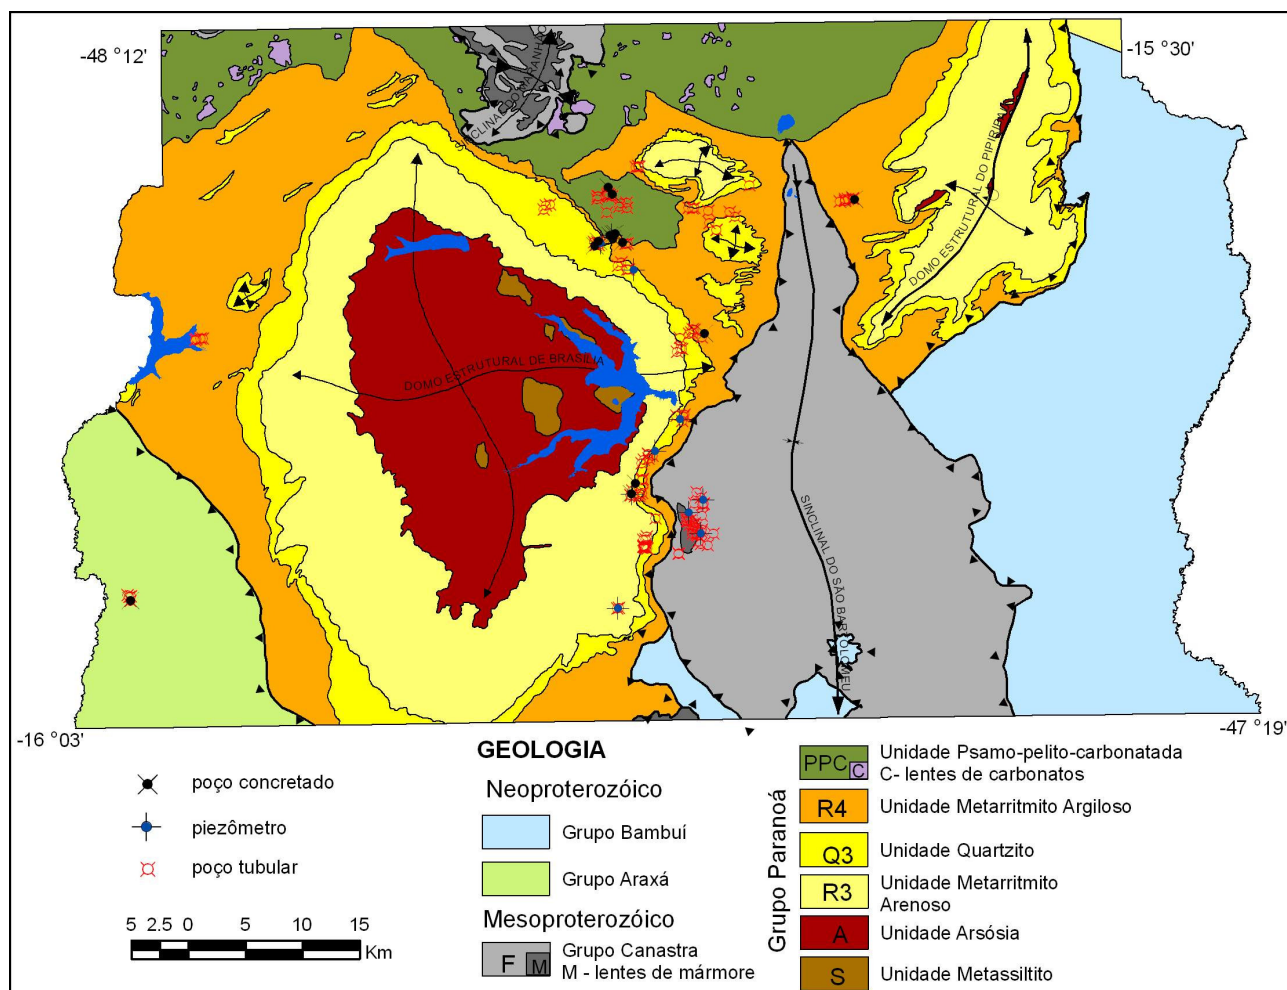 -48 °12'
-15 30'
SINCLINAL DO MARANHÃO
DOMO ESTRUTURAL DO PIPIRIPAU
DOMO ESTRUTURAL DE BRASÍLIA
SINCLINAL DO SÃO BARTOLOMEU
-16 °03'
-47 °19'
poço concretado
piezômetro
poço tubular
5 2.5 0 5 10 15
Km
GEOLOGIA
Neoproterozóico
Grupo Bambuí
Grupo Araxá
Mesoproterozóico
F M Grupo Canastra
M - lentes de mármore
Grupo Paranoá
PPC C Unidade Psamo-pelito-carbonatada
C- lentes de carbonatos
R4 Unidade Metarritmito Argiloso
Q3 Unidade Quartzito
R3 Unidade Metarritmito
Arenoso
A Unidade Arsósia
S Unidade Metassiltito